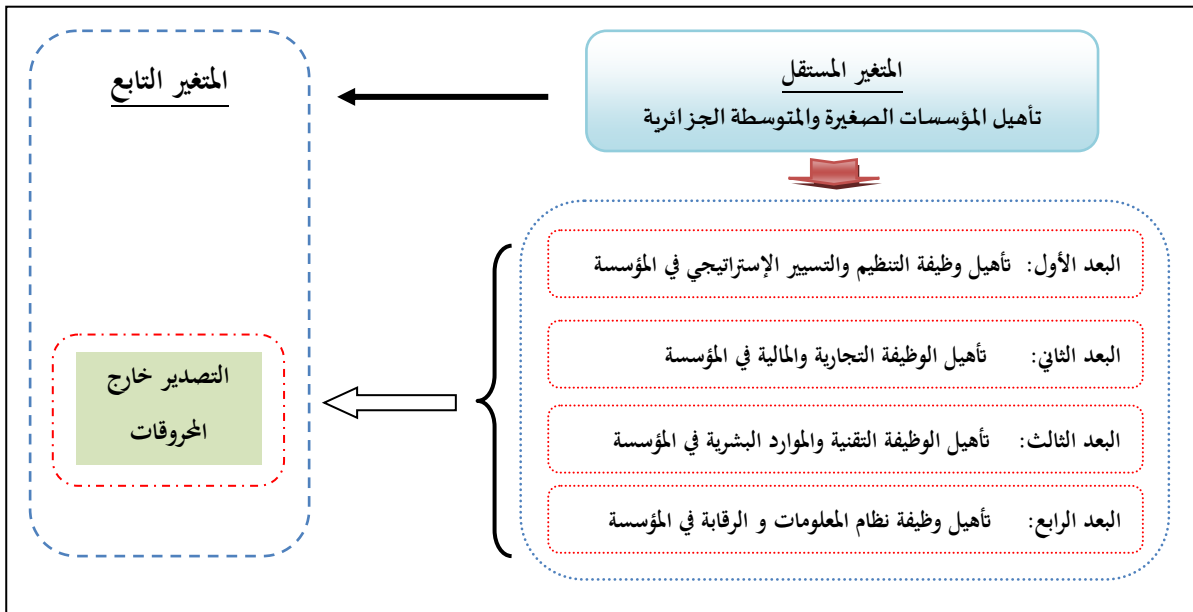 المتغير المستقل
تأهيل المؤسسات الصغيرة والمتوسطة الجزائرية
المتغير التابع
البعد الأول: تأهيل وظيفة التنظيم والتسيير الإستراتيجي في المؤسسة
البعد الثاني: تأهيل الوظيفة التجارية والمالية في المؤسسة
البعد الثالث: تأهيل الوظيفة التقنية والموارد البشرية في المؤسسة
البعد الرابع: تأهيل وظيفة نظام المعلومات و الرقابة في المؤسسة
التصدير خارج
المحروقات